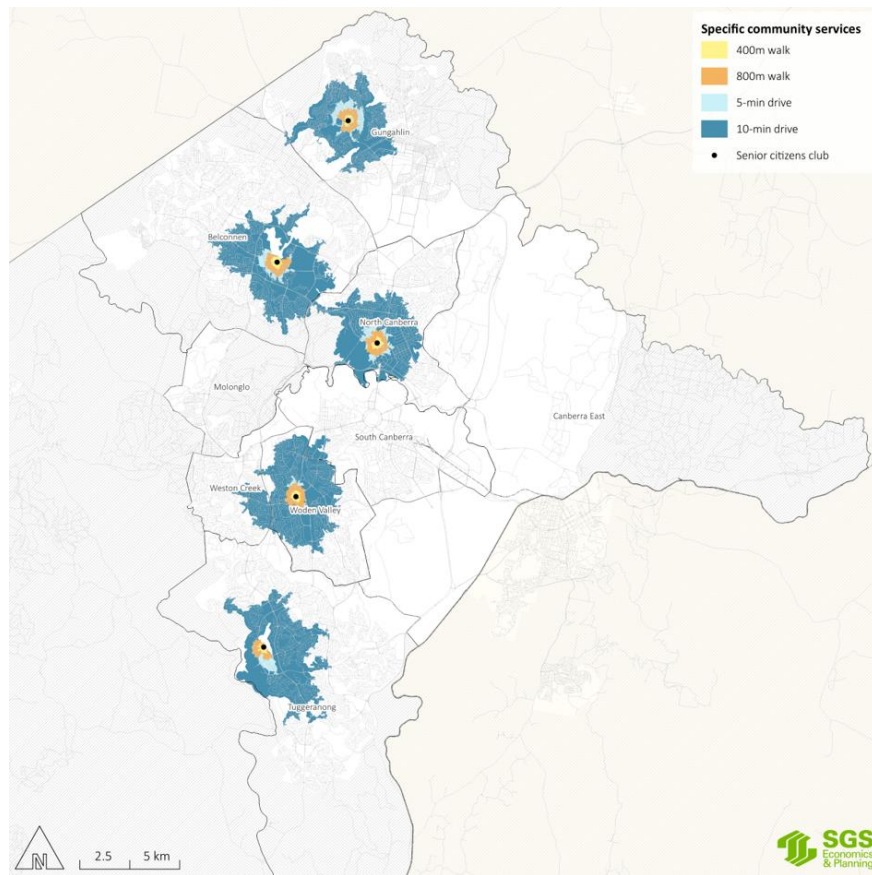 Specific community services
400m walk
800m walk
5-min drive
10-min drive
Senior citizens club
Gungahlin
Belconnen
North Canberra
Molonglo
Canberra East
South Canberra
Weston Creek
Woden Valley
Tuggeranong
N
2.5 5 km
SGS
Economics
& Planning